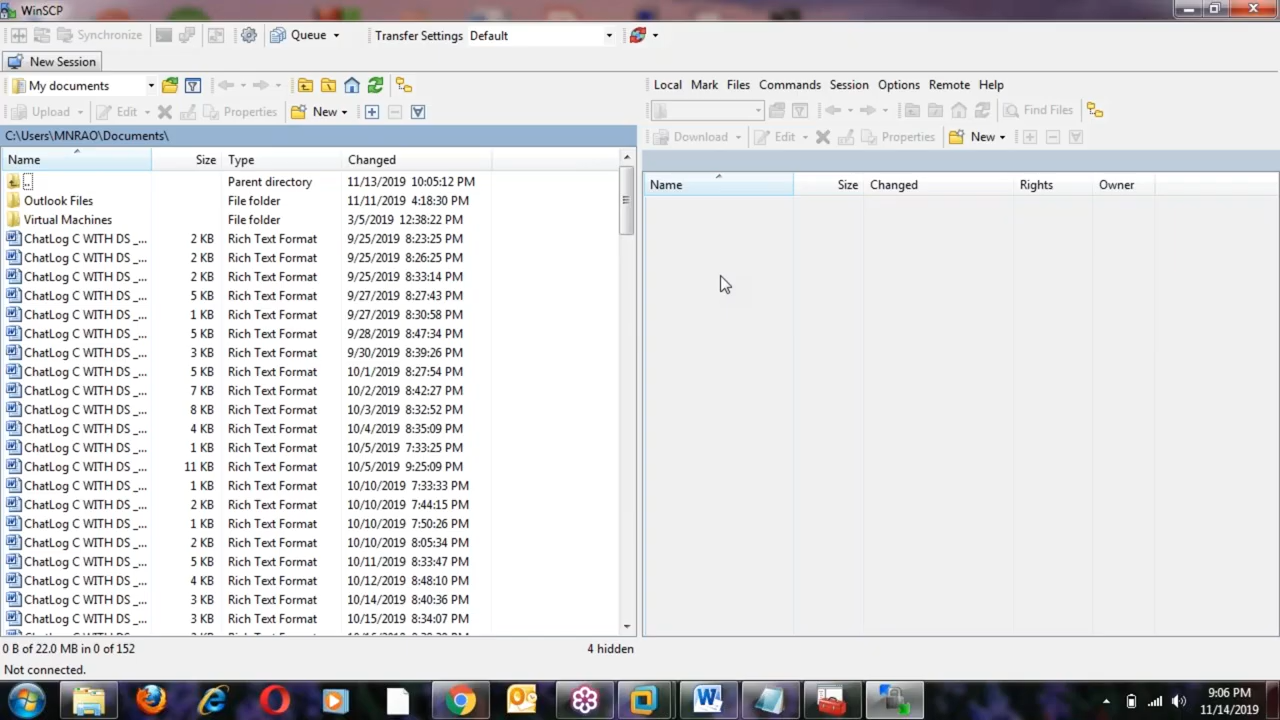 WinSCP
Synchronize Queue Transfer Settings Default
New Session
My documents
Local Mark Files Commands Session Options Remote Help
Find Files
Upload Edit Properties New
Download Edit Properties New
C:\Users\MNRAO\Documents\
Name Size Type Changed
.. Parent directory 11/13/2019 10:05:12 PM
Outlook Files File folder 11/11/2019 4:18:30 PM
Virtual Machines File folder 3/5/2019 12:38:22 PM
ChatLog C WITH DS _... 2 KB Rich Text Format 9/25/2019 8:23:25 PM
ChatLog C WITH DS _... 2 KB Rich Text Format 9/25/2019 8:26:25 PM
ChatLog C WITH DS _... 2 KB Rich Text Format 9/25/2019 8:33:14 PM
ChatLog C WITH DS _... 5 KB Rich Text Format 9/27/2019 8:27:43 PM
ChatLog C WITH DS _... 1 KB Rich Text Format 9/27/2019 8:30:58 PM
ChatLog C WITH DS _... 5 KB Rich Text Format 9/28/2019 8:47:34 PM
ChatLog C WITH DS _... 3 KB Rich Text Format 9/30/2019 8:39:26 PM
ChatLog C WITH DS _... 5 KB Rich Text Format 10/1/2019 8:27:54 PM
ChatLog C WITH DS _... 7 KB Rich Text Format 10/2/2019 8:42:27 PM
ChatLog C WITH DS _... 8 KB Rich Text Format 10/3/2019 8:32:52 PM
ChatLog C WITH DS _... 4 KB Rich Text Format 10/4/2019 8:35:09 PM
ChatLog C WITH DS _... 1 KB Rich Text Format 10/5/2019 7:33:25 PM
ChatLog C WITH DS _... 11 KB Rich Text Format 10/5/2019 9:25:09 PM
ChatLog C WITH DS _... 1 KB Rich Text Format 10/10/2019 7:33:33 PM
ChatLog C WITH DS _... 2 KB Rich Text Format 10/10/2019 7:44:15 PM
ChatLog C WITH DS _... 1 KB Rich Text Format 10/10/2019 7:50:26 PM
ChatLog C WITH DS _... 2 KB Rich Text Format 10/10/2019 8:05:34 PM
ChatLog C WITH DS _... 5 KB Rich Text Format 10/11/2019 8:33:47 PM
ChatLog C WITH DS _... 4 KB Rich Text Format 10/12/2019 8:48:10 PM
ChatLog C WITH DS _... 3 KB Rich Text Format 10/14/2019 8:40:36 PM
ChatLog C WITH DS _... 3 KB Rich Text Format 10/15/2019 8:34:07 PM
Name Size Changed Rights Owner
0 B of 22.0 MB in 0 of 152 4 hidden
Not connected.
9:06 PM
11/14/2019